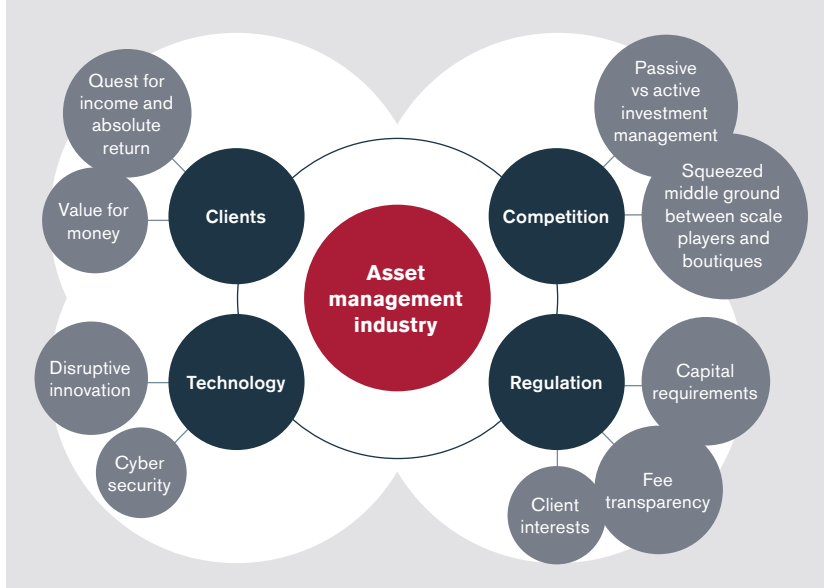 Quest for
income and
absolute
return
Value for
money
Clients
Passive
vs active
investment
management
Squeezed
middle ground
between scale
players and
boutiques
Competition
Asset
management
industry
Disruptive
innovation
Cyber
security
Technology
Regulation
Capital
requirements
Fee
transparency
Client
interests